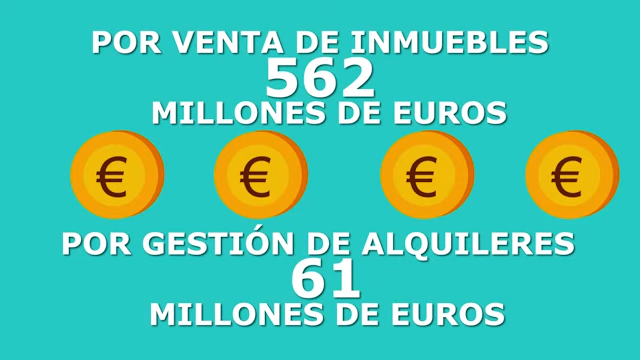 POR VENTA DE INMUEBLES
562
MILLONES DE EUROS
€ € € €
POR GESTIÓN DE ALQUILERES
61
MILLONES DE EUROS